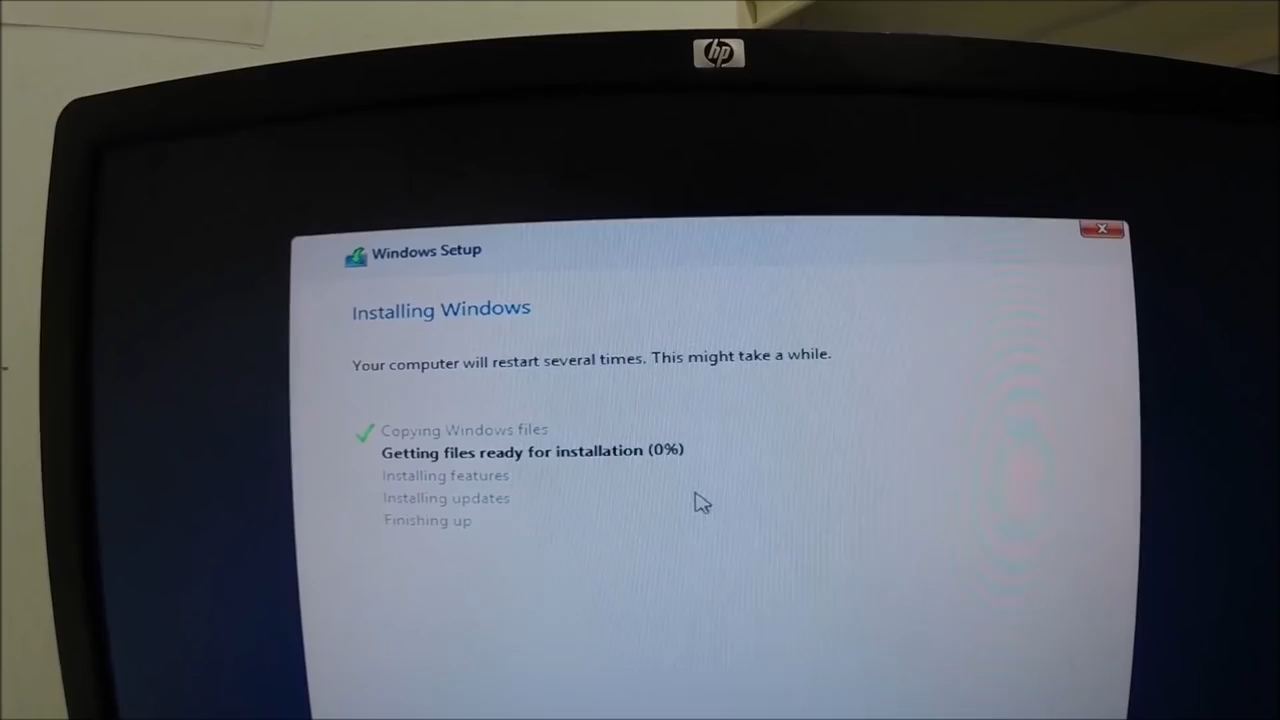 hp
Windows Setup
Installing Windows
Your computer will restart several times. This might take a while.
Copying Windows files
Getting files ready for installation (0%)
Installing features
Installing updates
Finishing up